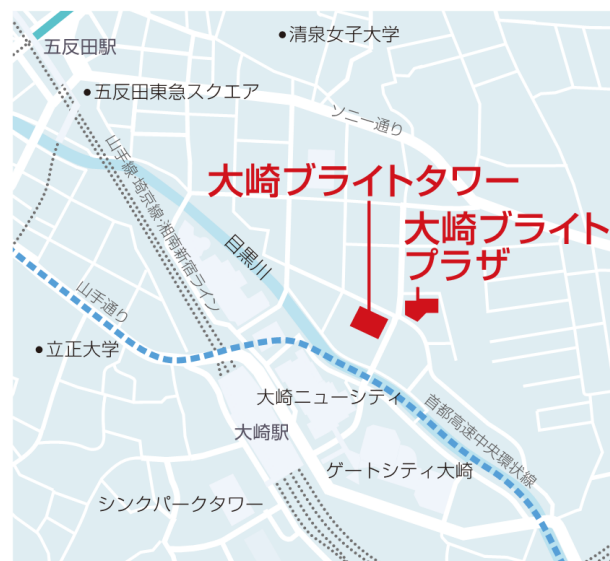 五反田駅
●清泉女子大学
●五反田東急スクエア
ソニー通り
山手線・埼京線・湘南新宿ライン
大崎ブライトタワー
大崎ブライト
プラザ
目黒川
山手通り
●立正大学
大崎ニューシティ
首都高速中央環状線
大崎駅
ゲートシティ大崎
シンクパークタワー